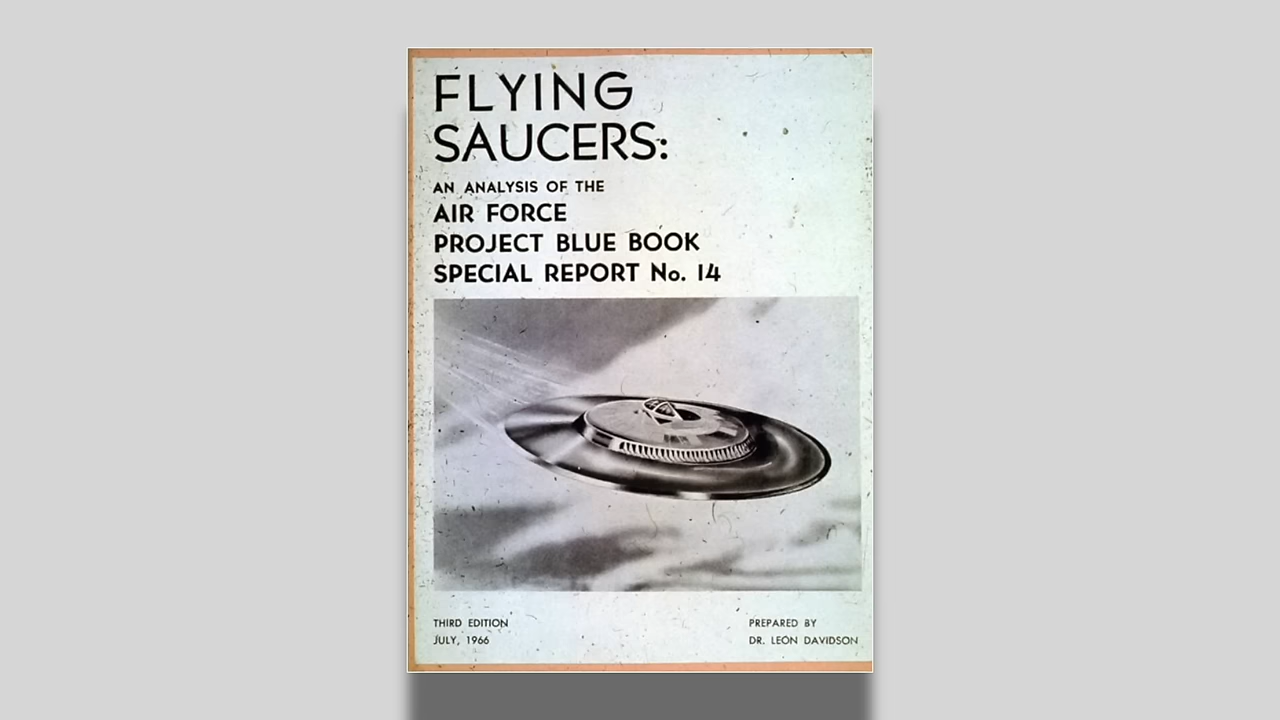 FLYING
SAUCERS:
AN ANALYSIS OF THE
AIR FORCE
PROJECT BLUE BOOK
SPECIAL REPORT No. 14
THIRD EDITION
JULY, 1966
PREPARED BY
DR. LEON DAVIDSON